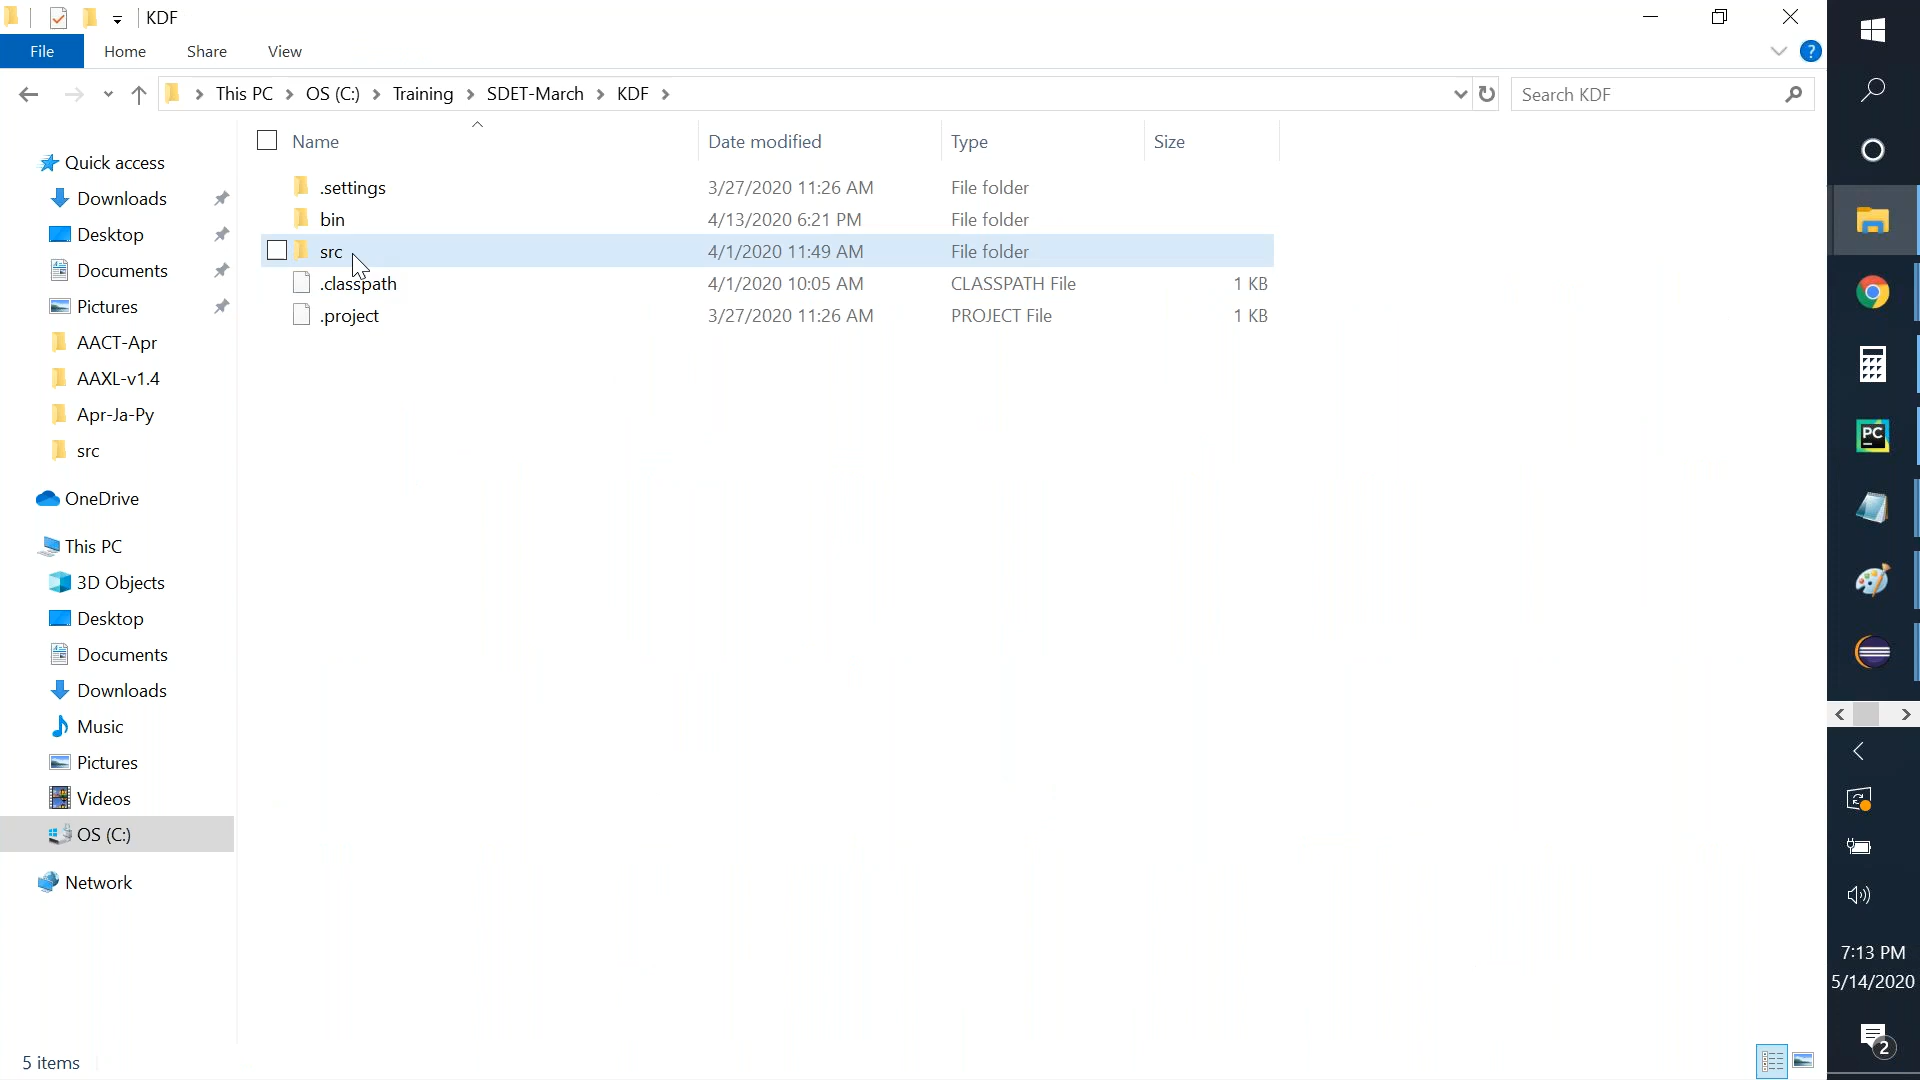 KDF
File Home Share View ?
This PC OS (C:) Training SDET-March KDF Search KDF
Name Date modified Type Size
.settings 3/27/2020 11:26 AM File folder
bin 4/13/2020 6:21 PM File folder
src 4/1/2020 11:49 AM File folder
.classpath 4/1/2020 10:05 AM CLASSPATH File 1 KB
.project 3/27/2020 11:26 AM PROJECT File 1 KB
Quick access
Downloads
Desktop
Documents
Pictures
AACT-Apr
AAXL-v1.4
Apr-Ja-Py
src
OneDrive
This PC
3D Objects
Desktop
Documents
Downloads
Music
Pictures
Videos
OS (C:)
Network
5 items
PC
7:13 PM
5/14/2020
2